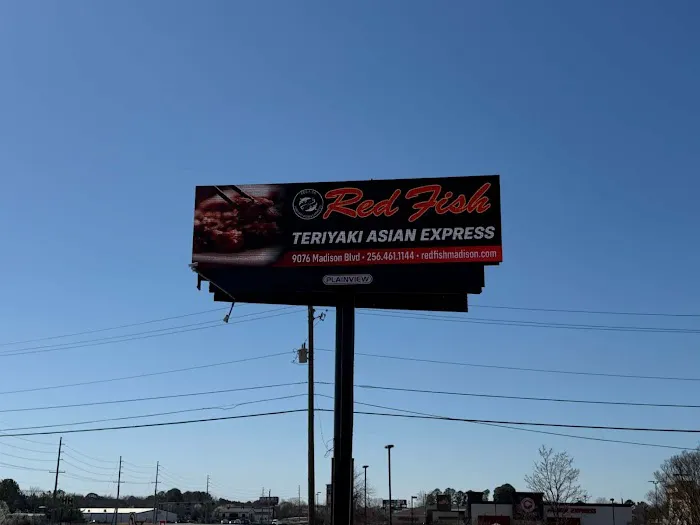 Red Fish
TERIYAKI ASIAN EXPRESS
9076 Madison Blvd • 256.461.1144 • redfishmadison.com
PLAINVIEW